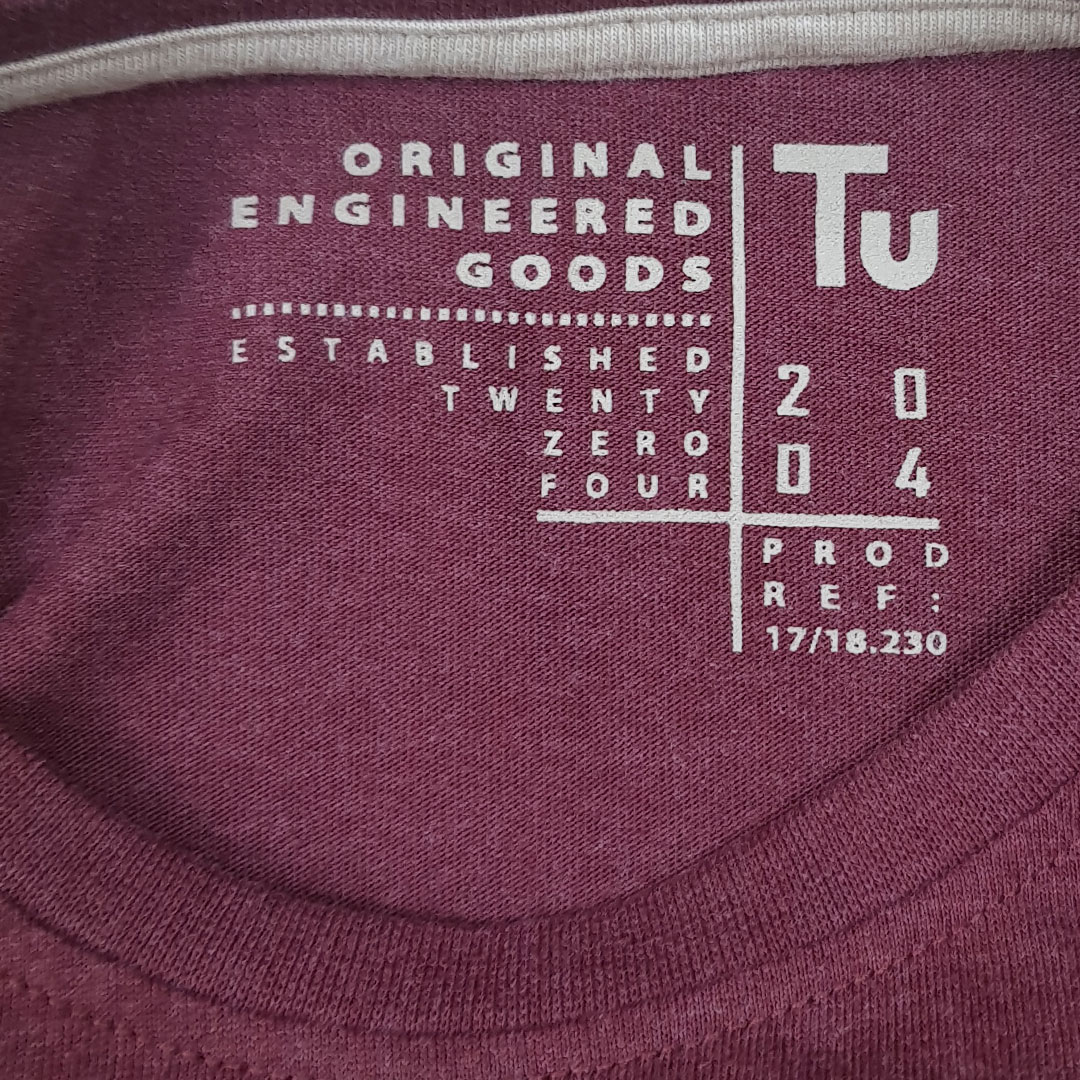 ORIGINAL
ENGINEERED
GOODS
ESTABLISHED
TWENTY
ZERO
FOUR
Tu
20
04
PROD
REF:
17/18.230